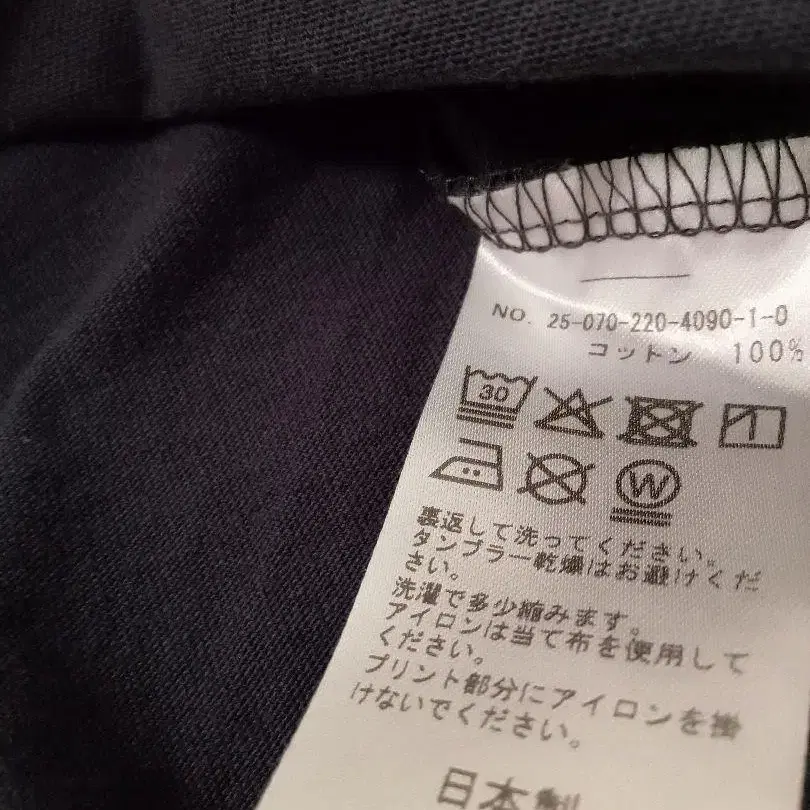 NO. 25-070-220-4090-1-0
コットン 100%
30
W
裏返して洗ってください。
タンブラー乾燥はお避けくだ
さい。
洗濯で多少縮みます。
アイロンは当て布を使用して
ください。
プリント部分にアイロンを掛
けないでください。
日本製